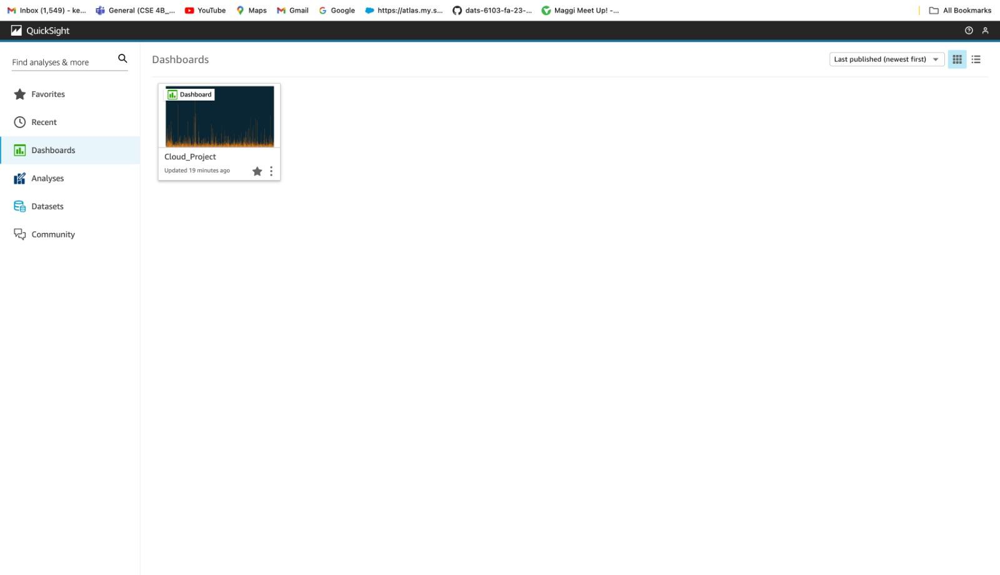 Inbox (1,549) - ke...
General (CSE 4B_...
YouTube
Maps
Gmail
Google
https://atlas.my.s...
dats-6103-fa-23-...
Maggi Meet Up! -...
All Bookmarks
QuickSight
Find analyses & more
Favorites
Recent
Dashboards
Analyses
Datasets
Community
Dashboards
Last published (newest first)
Dashboard
Cloud_Project
Updated 19 minutes ago